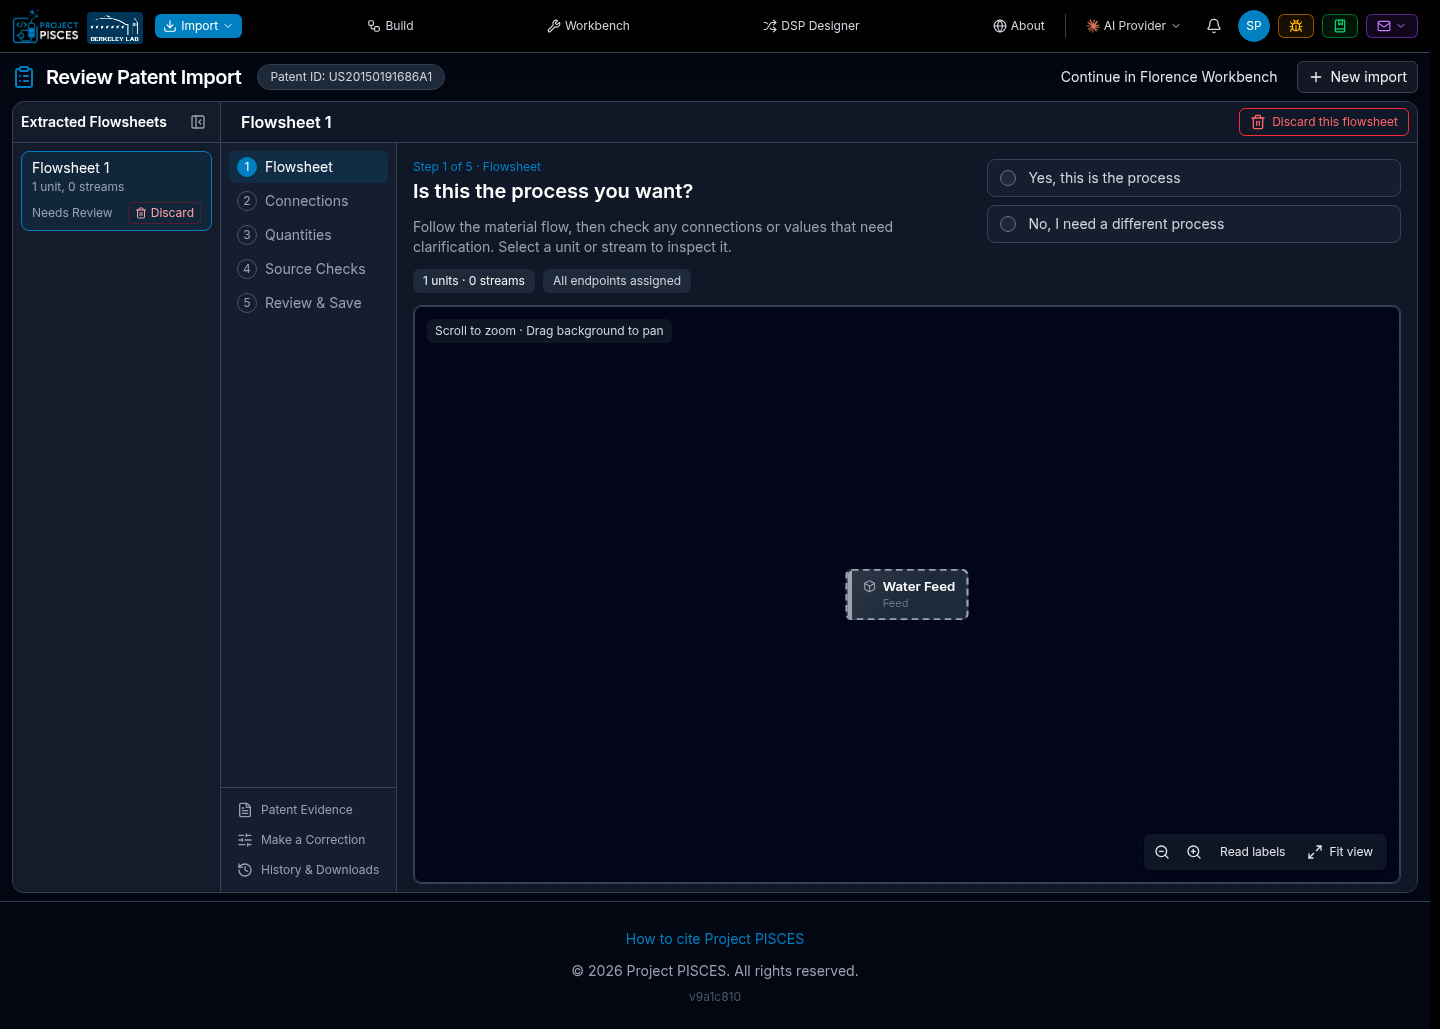 PROJECT
PISCES
BERKELEY LAB
Import
Build
Workbench
DSP Designer
About
AI Provider
SP
Review Patent Import
Patent ID: US20150191686A1
Continue in Florence Workbench
New import
Extracted Flowsheets
Flowsheet 1
1 unit, 0 streams
Needs Review
Discard
Flowsheet 1
Discard this flowsheet
1 Flowsheet
2 Connections
3 Quantities
4 Source Checks
5 Review & Save
Patent Evidence
Make a Correction
History & Downloads
Step 1 of 5 · Flowsheet
Is this the process you want?
Follow the material flow, then check any connections or values that need
clarification. Select a unit or stream to inspect it.
Yes, this is the process
No, I need a different process
1 units · 0 streams
All endpoints assigned
Scroll to zoom · Drag background to pan
Water Feed
Feed
Read labels
Fit view
How to cite Project PISCES
© 2026 Project PISCES. All rights reserved.
v9a1c810